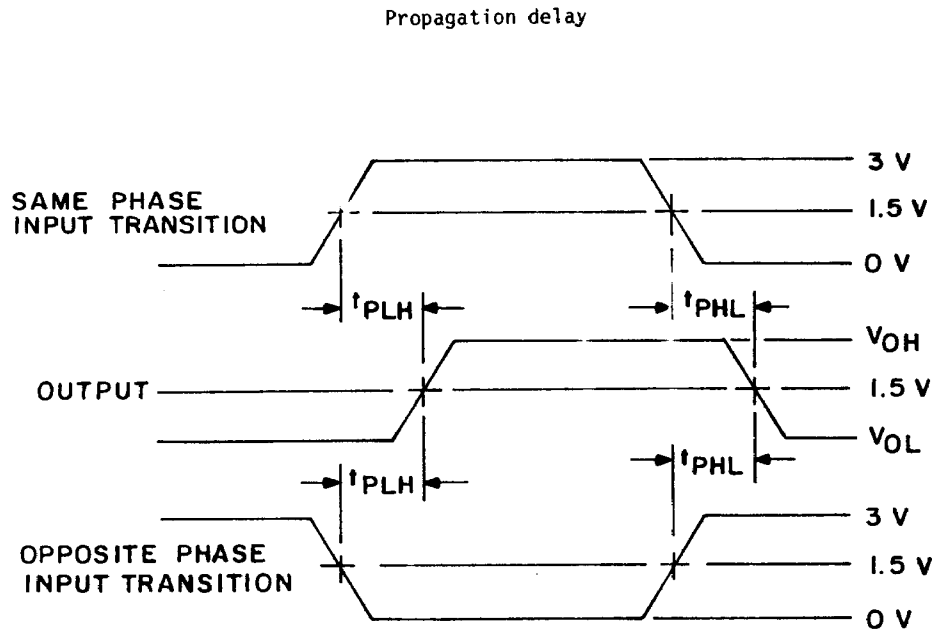 Propagation delay
SAME PHASE
INPUT TRANSITION
3 V
1.5 V
0 V
tPLH
tPHL
VOH
OUTPUT
1.5 V
VOL
tPLH
tPHL
3 V
OPPOSITE PHASE
INPUT TRANSITION
1.5 V
0 V